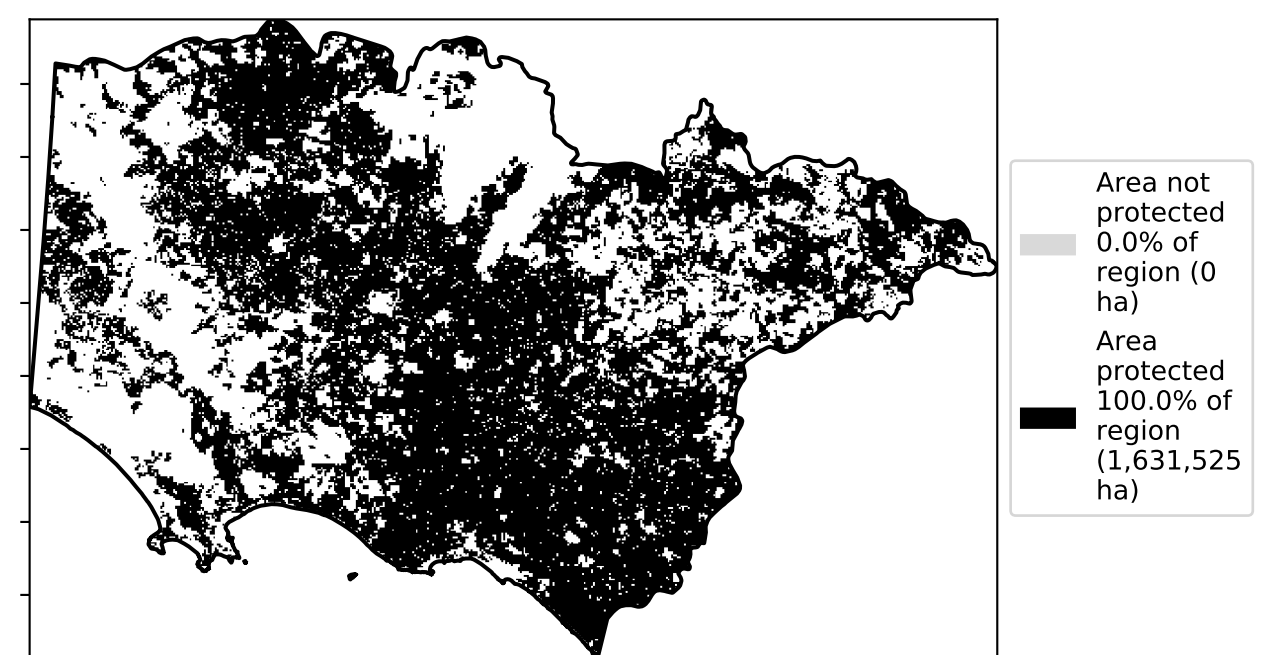 Area not
protected
0.0% of
region (0
ha)
Area
protected
100.0% of
region
(1,631,525
ha)